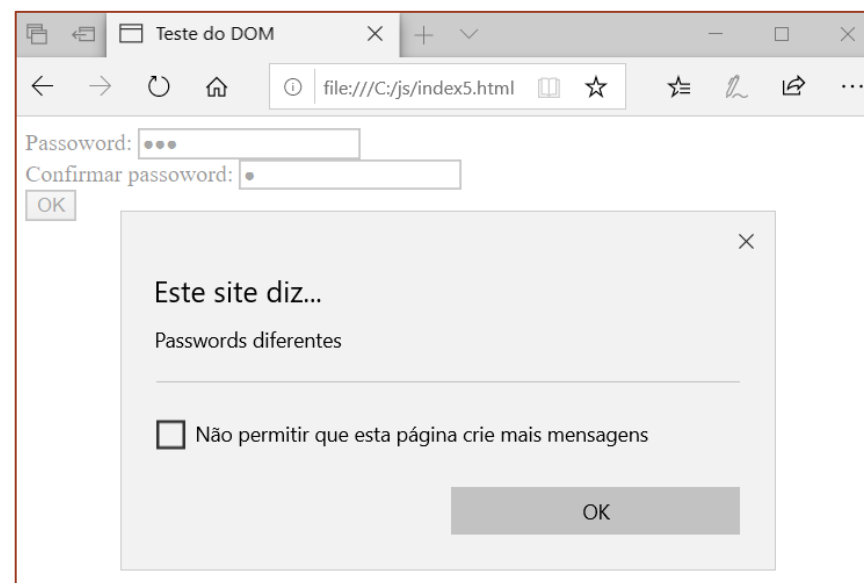 Teste do DOM
file:///C:/js/index5.html
Passoword:
Confirmar passoword:
OK
Este site diz...
Passwords diferentes
Não permitir que esta página crie mais mensagens
OK